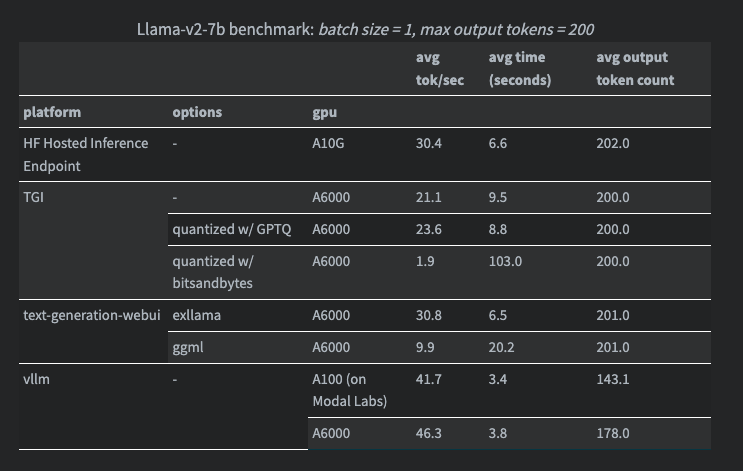 Llama-v2-7b benchmark: batch size = 1, max output tokens = 200
avg avg time avg output
tok/sec (seconds) token count
platform options gpu
HF Hosted Inference - A10G 30.4 6.6 202.0
Endpoint
TGI - A6000 21.1 9.5 200.0
quantized w/ GPTQ A6000 23.6 8.8 200.0
quantized w/ A6000 1.9 103.0 200.0
bitsandbytes
text-generation-webui exllama A6000 30.8 6.5 201.0
ggml A6000 9.9 20.2 201.0
vllm - A100 (on 41.7 3.4 143.1
Modal Labs)
A6000 46.3 3.8 178.0